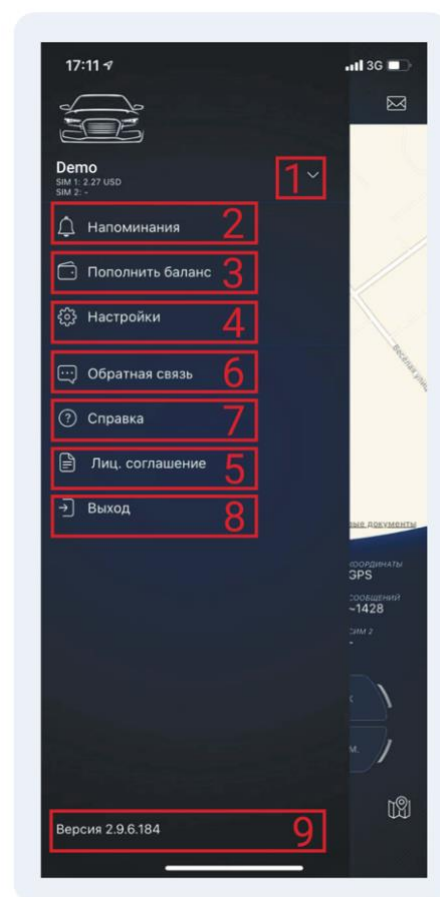 17:11
3G
Demo
SIM 1: 2.27 USD
SIM 2: -
1
Напоминания 2
Пополнить баланс 3
Настройки 4
Обратная связь 6
Справка 7
Лиц. соглашение 5
Выход 8
Версия 2.9.6.184 9
Веселая
документы
КООРДИНАТЫ
GPS
СООБЩЕНИЙ
~1428
СИМ 2
-
К
М.